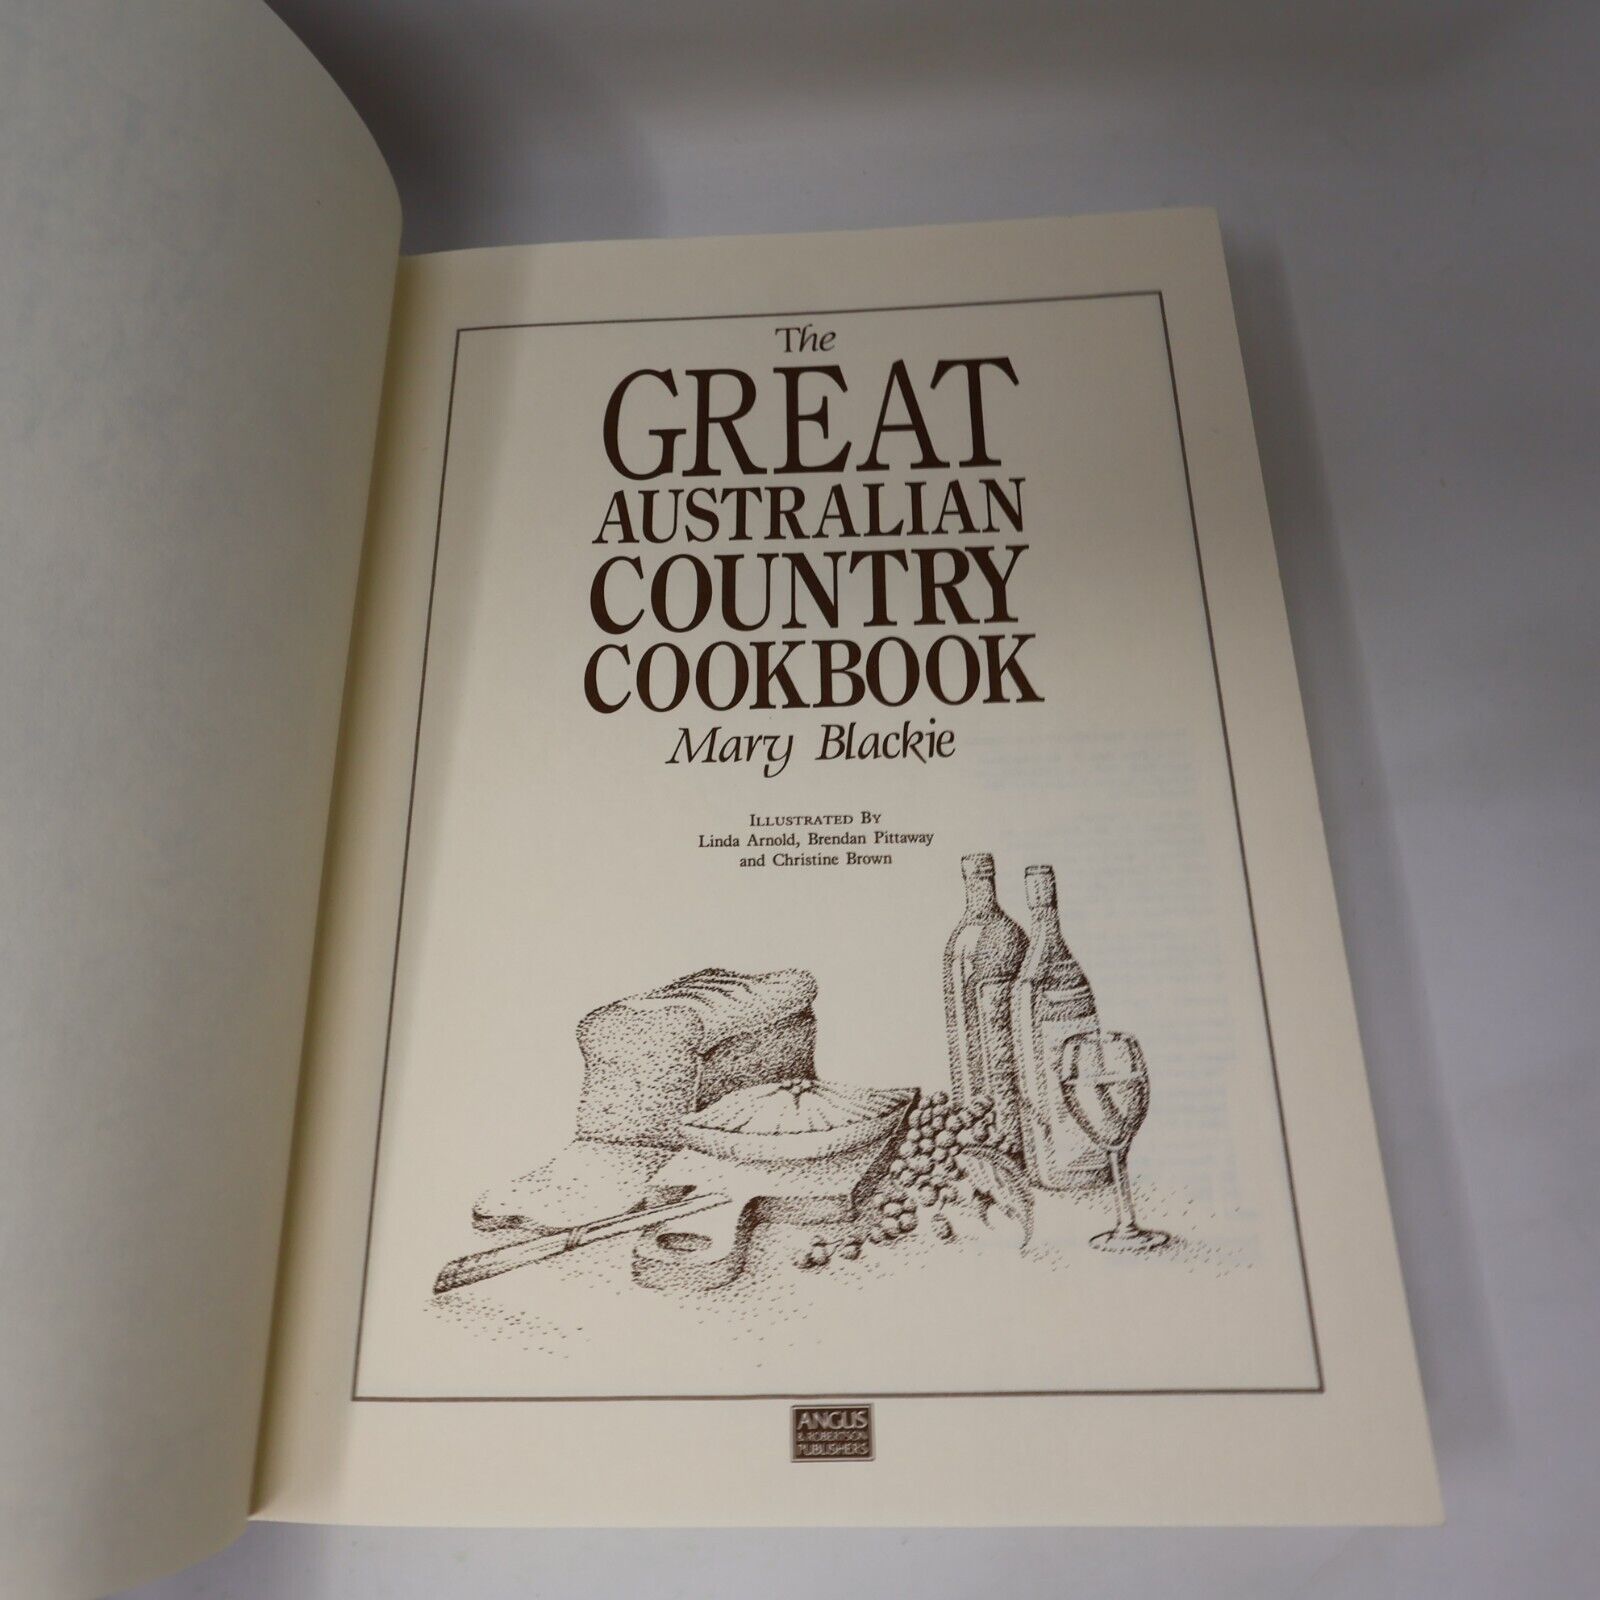 The
GREAT
AUSTRALIAN
COUNTRY
COOKBOOK
Mary Blackie
ILLUSTRATED BY
Linda Arnold, Brendan Pittaway
and Christine Brown
ANGUS
& ROBERTSON
PUBLISHERS